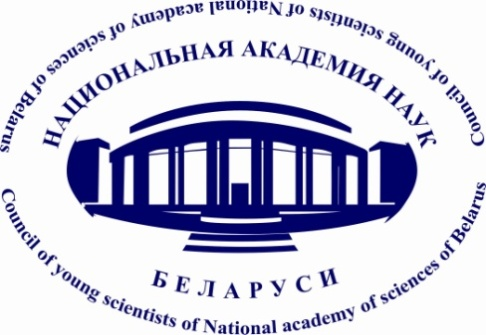 Council of young scientists of National academy of sciences of Belarus
НАЦИОНАЛЬНАЯ АКАДЕМИЯ НАУК
БЕЛАРУСИ
Council of young scientists of National academy of sciences of Belarus